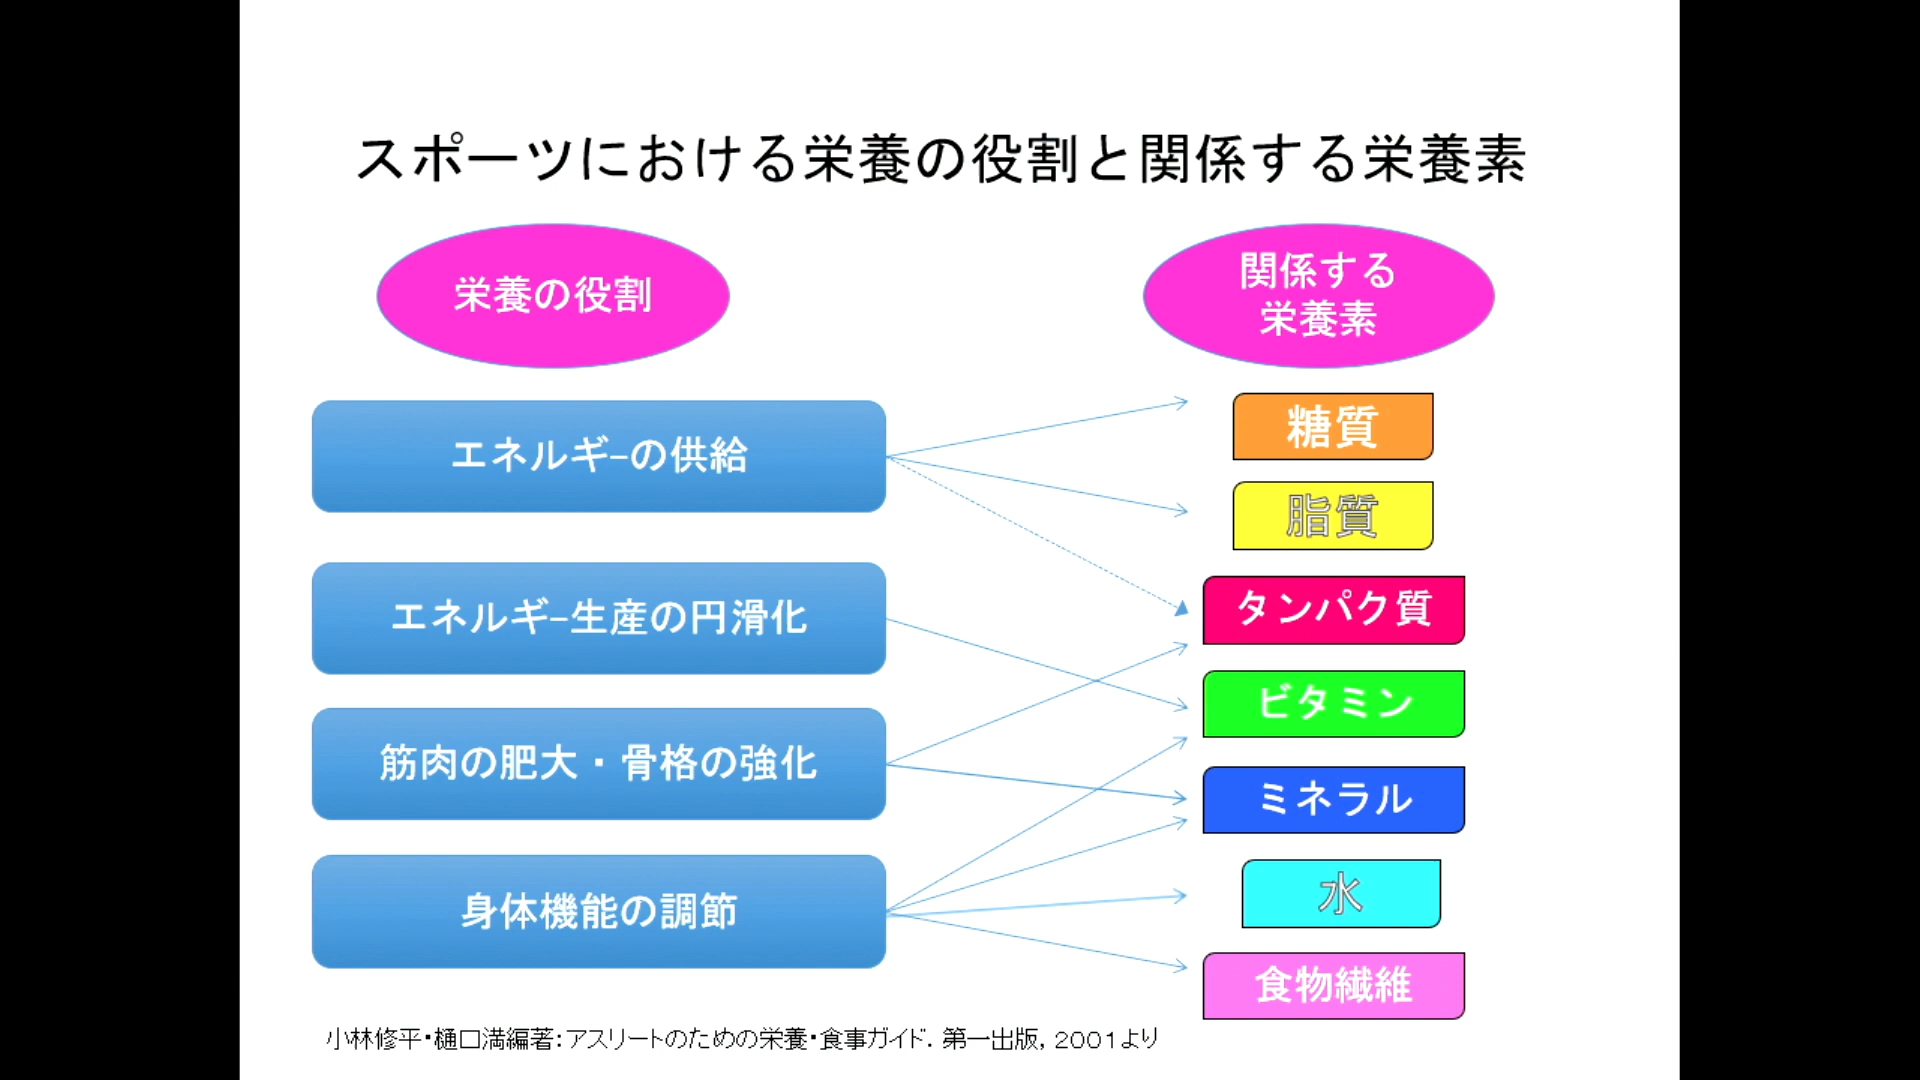 スポーツにおける栄養の役割と関係する栄養素
栄養の役割
関係する
栄養素
エネルギ−の供給
エネルギ−生産の円滑化
筋肉の肥大・骨格の強化
身体機能の調節
糖質
脂質
タンパク質
ビタミン
ミネラル
水
食物繊維
小林修平・樋口満編著：アスリートのための栄養・食事ガイド．第一出版，2001より